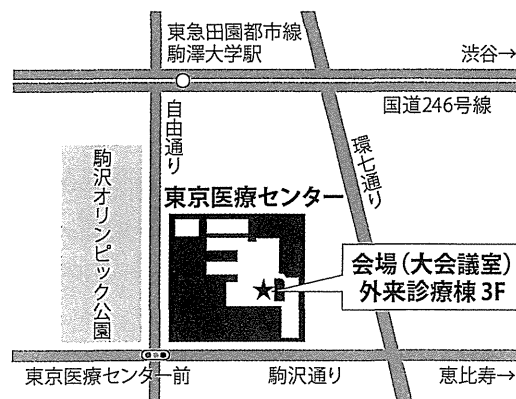 東急田園都市線
駒澤大学駅
渋谷→
国道246号線
自由通り
環七通り
駒沢オリンピック公園
東京医療センター
会場(大会議室)
外来診療棟 3F
東京医療センター前
駒沢通り
恵比寿→